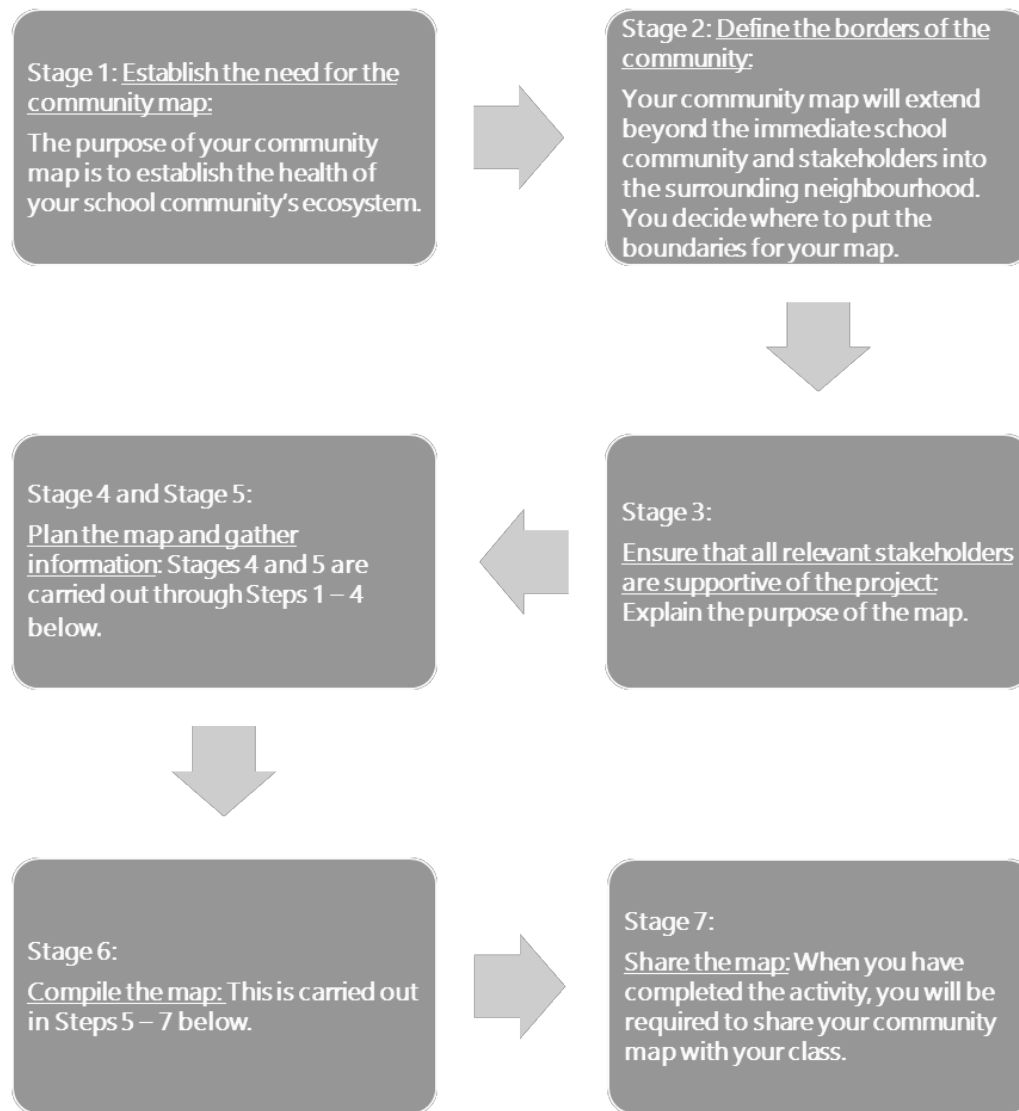 Stage 1: Establish the need for the
community map:
The purpose of your community
map is to establish the health of
your school community's ecosystem.
Stage 2: Define the borders of the
community:
Your community map will extend
beyond the immediate school
community and stakeholders into
the surrounding neighbourhood.
You decide where to put the
boundaries for your map.
Stage 3:
Ensure that all relevant stakeholders
are supportive of the project:
Explain the purpose of the map.
Stage 4 and Stage 5:
Plan the map and gather
information: Stages 4 and 5 are
carried out through Steps 1 – 4
below.
Stage 6:
Compile the map: This is carried out
in Steps 5 – 7 below.
Stage 7:
Share the map: When you have
completed the activity, you will be
required to share your community
map with your class.